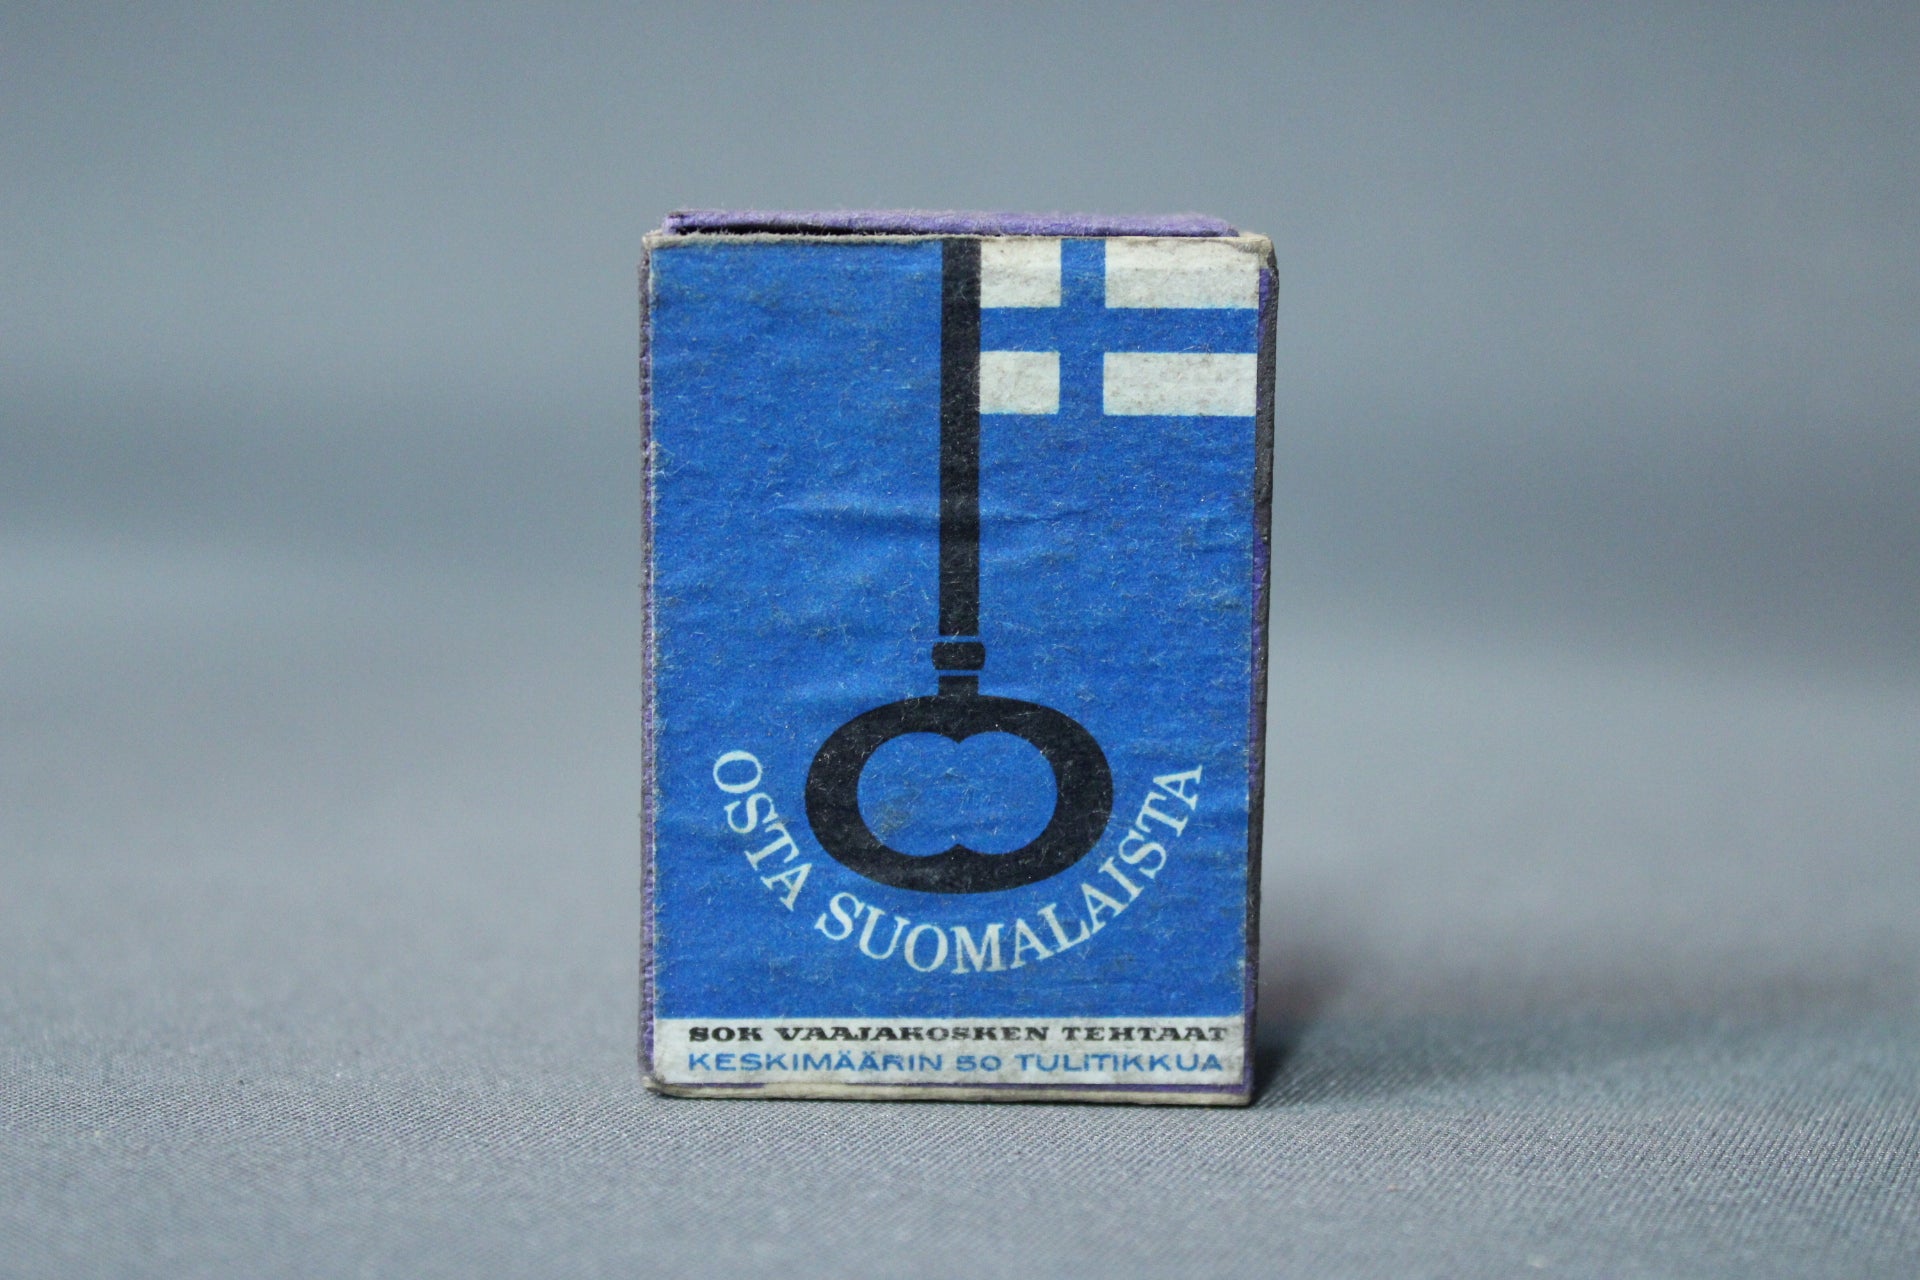 OSTA SUOMALAISTA
SOK VAAJAKOSKEN TEHTAAT
KESKIMÄÄRIN 50 TULITIKKUA